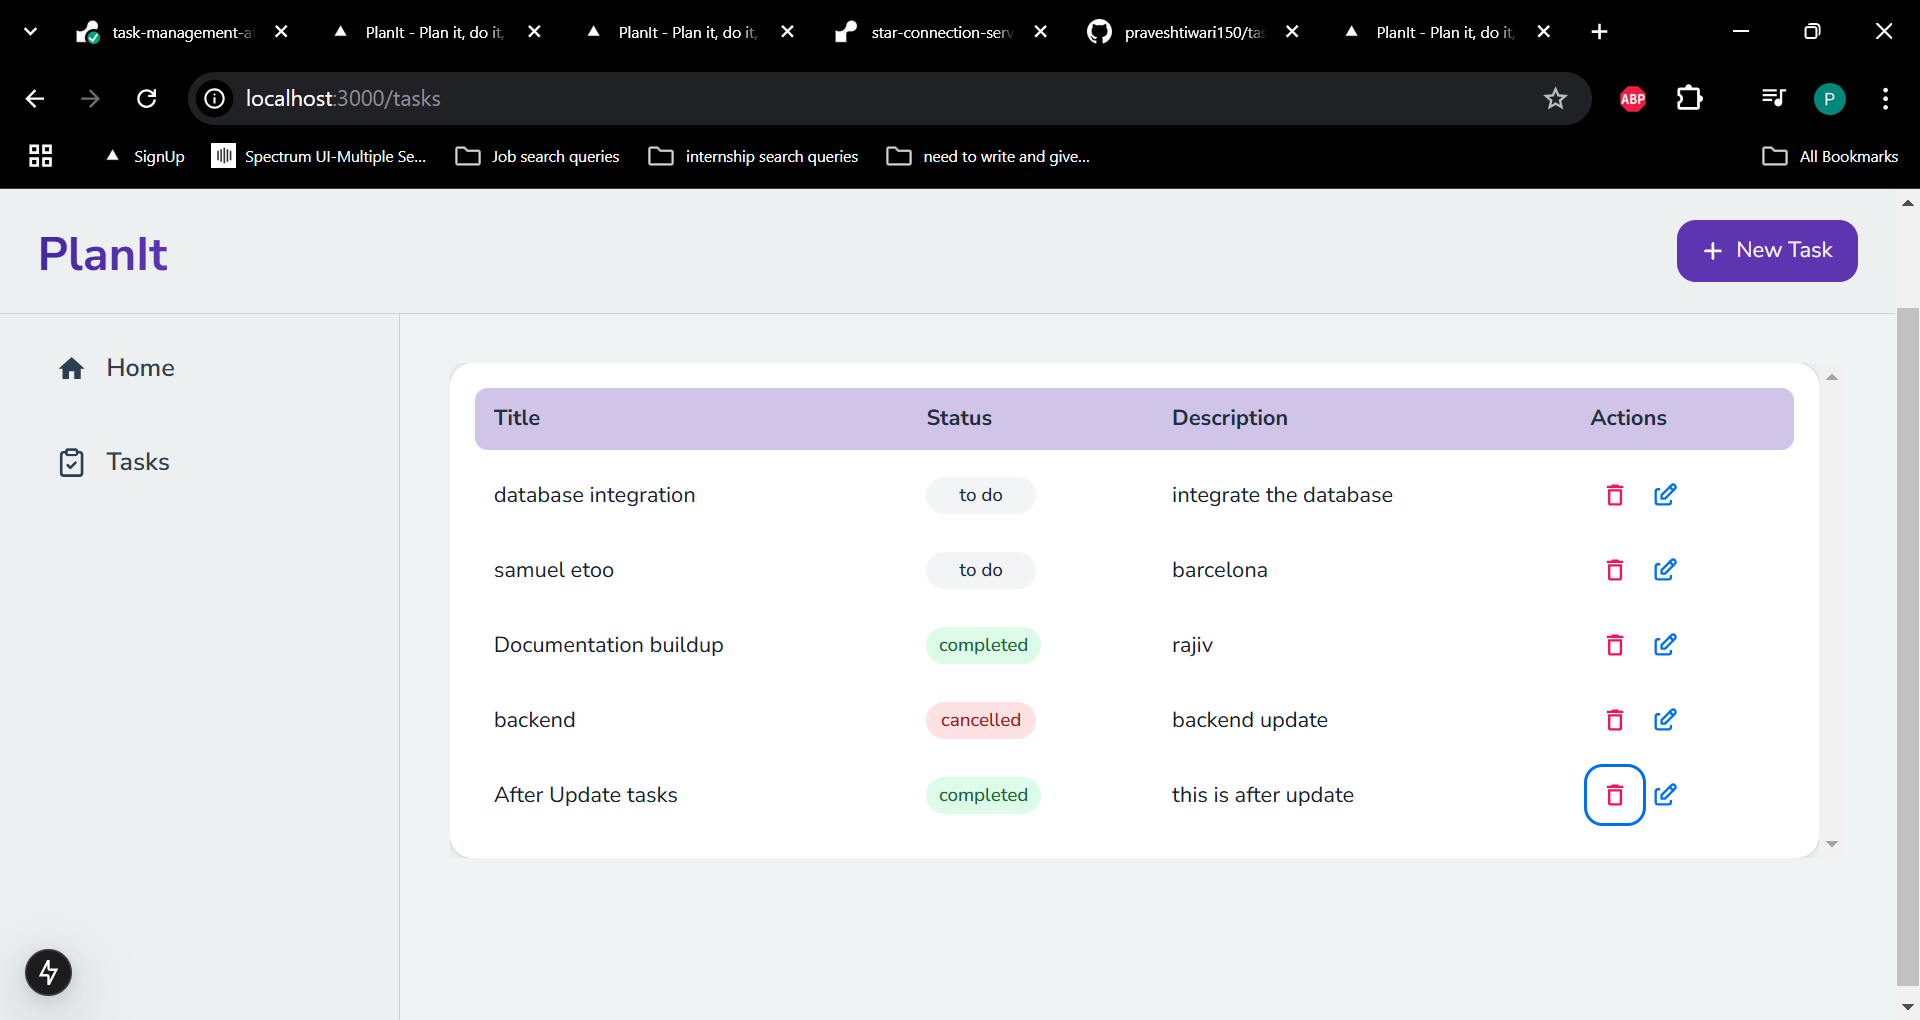 task-management-a
PlanIt - Plan it, do it,
PlanIt - Plan it, do it,
star-connection-serv
praveshtiwari150/tas
PlanIt - Plan it, do it,
localhost:3000/tasks
ABP
P
SignUp
Spectrum UI-Multiple Se...
Job search queries
internship search queries
need to write and give...
All Bookmarks
PlanIt
+ New Task
Home
Tasks
Title Status Description Actions
database integration to do integrate the database
samuel etoo to do barcelona
Documentation buildup completed rajiv
backend cancelled backend update
After Update tasks completed this is after update